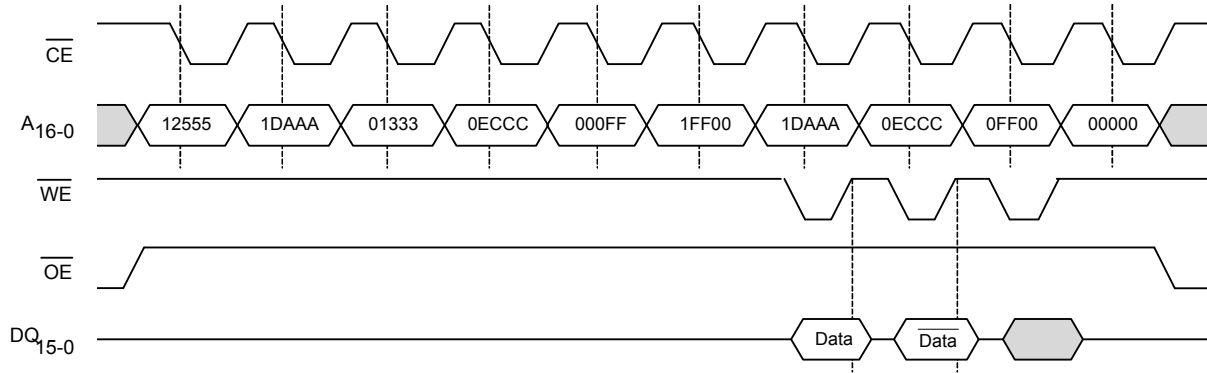 CE
A16-0
12555 1DAAA 01333 0ECCC 000FF 1FF00 1DAAA 0ECCC 0FF00 00000
WE
OE
DQ15-0
Data Data